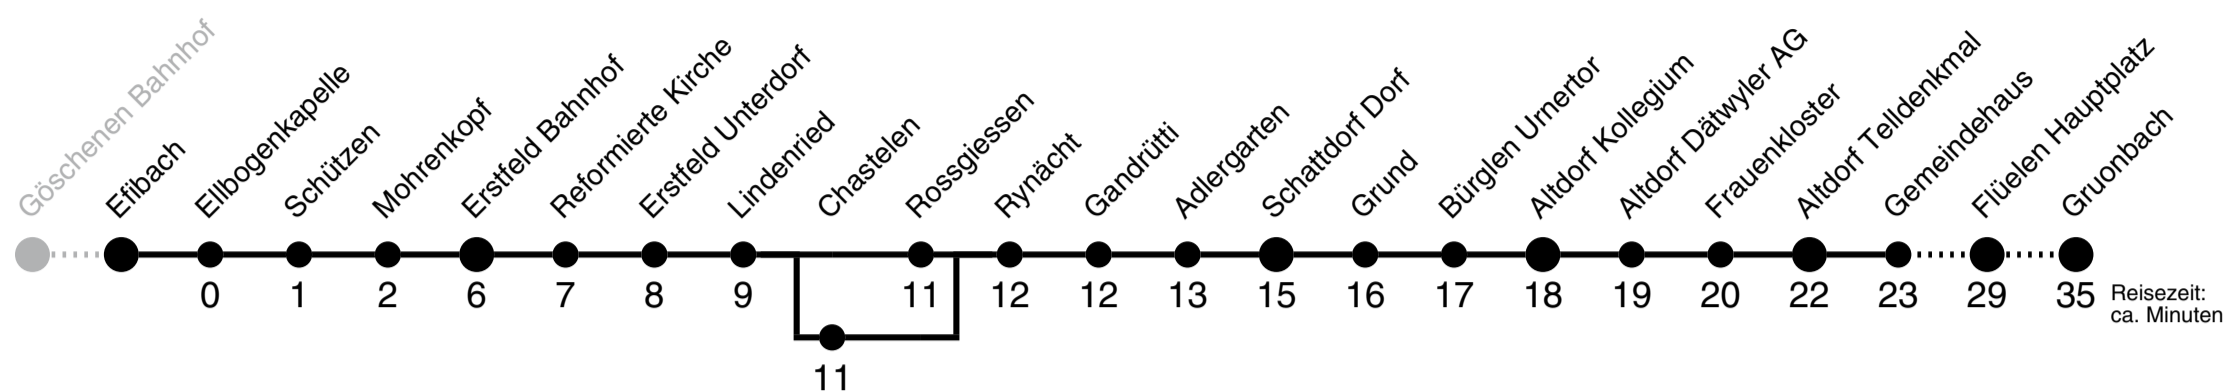 Göschenen Bahnhof
Efibach
Ellbogenkapelle
Schützen
Mohrenkopf
Erstfeld Bahnhof
Reformierte Kirche
Erstfeld Unterdorf
Lindenried
Chastelen
Rossgiessen
Rynächt
Gandrütti
Adlergarten
Schattdorf Dorf
Grund
Bürglen Urnertor
Altdorf Kollegium
Altdorf Dätwyler AG
Frauenkloster
Altdorf Telldenkmal
Gemeindehaus
Flüelen Hauptplatz
Gruonbach
0 1 2 6 7 8 9 11 12 12 13 15 16 17 18 19 20 22 23 29 35
Reisezeit:
ca. Minuten
11